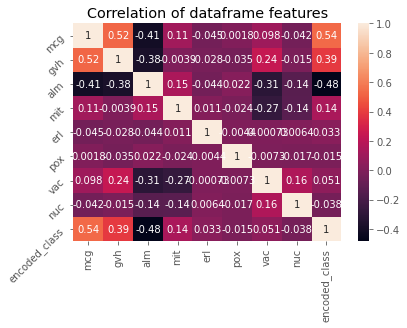 Correlation of dataframe features
mcg 1 0.52 -0.41 0.11 -0.045 0.0018 0.098 -0.042 0.54
gvh 0.52 1 -0.38 -0.0039 -0.028 -0.035 0.24 -0.015 0.39
alm -0.41 -0.38 1 0.15 -0.044 0.022 -0.31 -0.14 -0.48
mit 0.11 -0.0039 0.15 1 0.011 -0.024 -0.27 -0.14 0.14
erl -0.045 -0.028 -0.044 0.011 1 -0.0044 -0.00073 0.0064 0.033
pox 0.0018 -0.035 0.022 -0.024 1 0.0073 -0.017 -0.015
vac 0.098 0.24 -0.31 -0.27 1 0.16 0.051
nuc -0.042 -0.015 -0.14 -0.14 0.0064 -0.017 0.16 1 -0.038
encoded_class 0.54 0.39 -0.48 0.14 0.033 -0.015 0.051 -0.038 1
mcg gvh alm mit erl pox vac nuc encoded_class
1.0
0.8
0.6
0.4
0.2
0.0
-0.2
-0.4